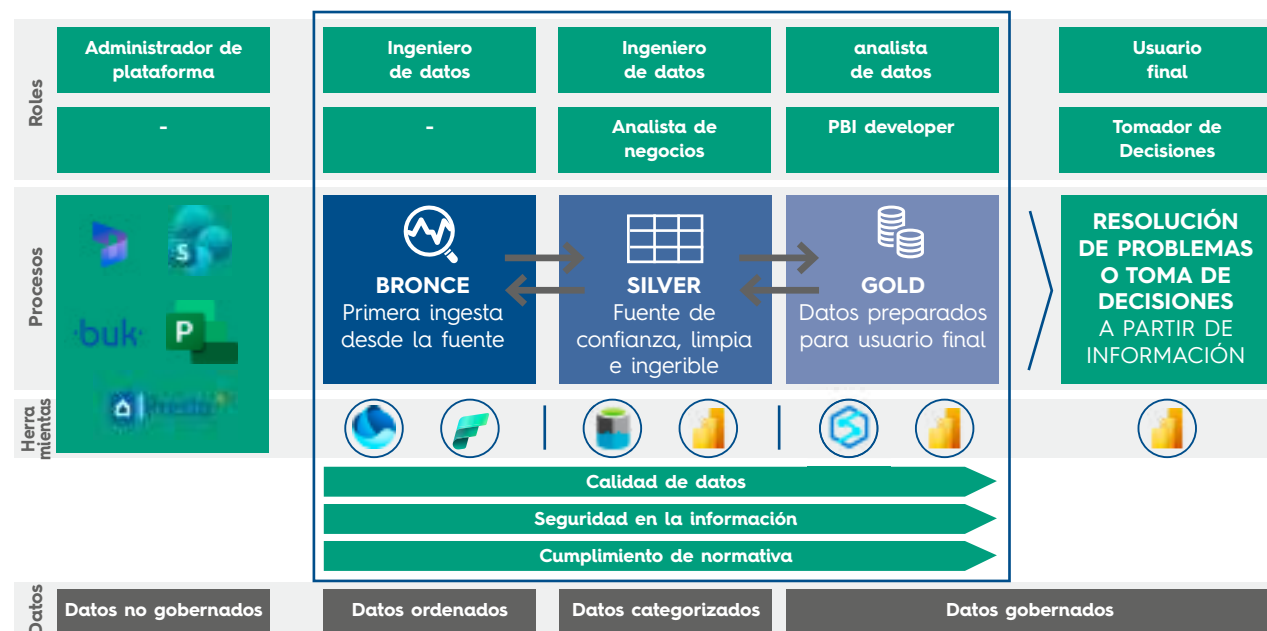 Roles
Administrador de
plataforma
Ingeniero
de datos
Ingeniero
de datos
analista
de datos
Usuario
final
-
-
Analista de
negocios
PBI developer
Tomador de
Decisiones
Procesos
S
buk
P
BRONCE
Primera ingesta
desde la fuente
SILVER
Fuente de
confianza, limpia
e ingerible
GOLD
Datos preparados
para usuario final
RESOLUCIÓN
DE PROBLEMAS
O TOMA DE
DECISIONES
A PARTIR DE
INFORMACIÓN
Herra
mientas
Calidad de datos
Seguridad en la información
Cumplimiento de normativa
Datos
Datos no gobernados
Datos ordenados
Datos categorizados
Datos gobernados